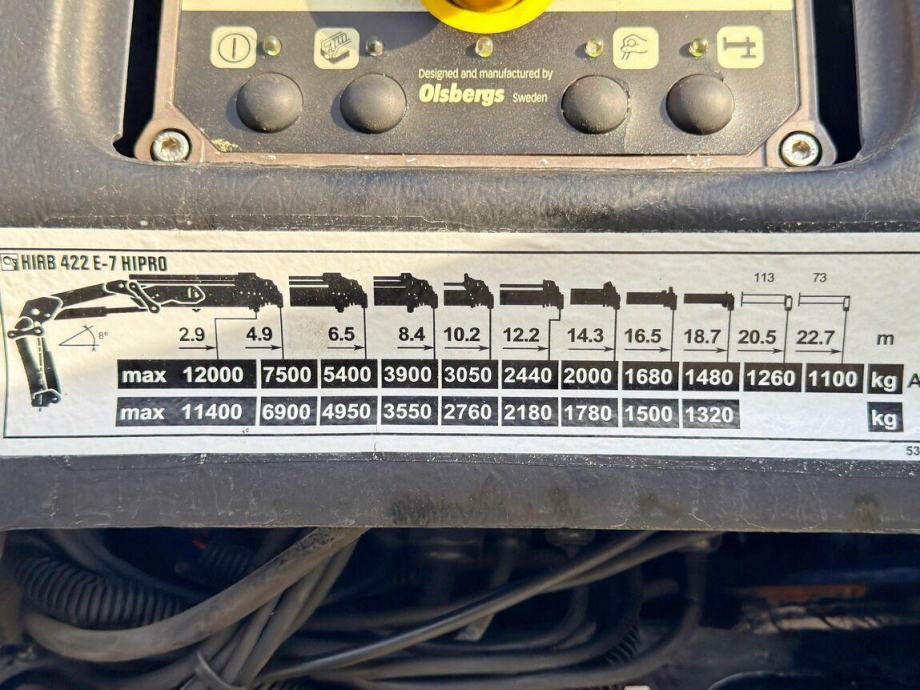 Designed and manufactured by
Olsbergs Sweden
HIAB 422 E-7 HIPRO
113 73
8°
2.9 4.9 6.5 8.4 10.2 12.2 14.3 16.5 18.7 20.5 22.7 m
max 12000 7500 5400 3900 3050 2440 2000 1680 1480 1260 1100 kg A
max 11400 6900 4950 3550 2760 2180 1780 1500 1320 kg
53